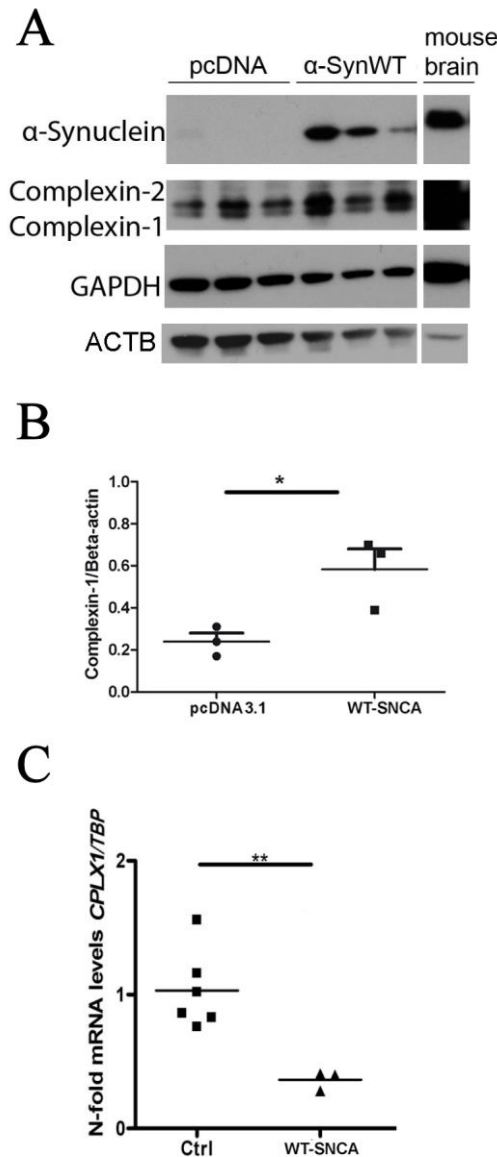 A
pcDNA α-SynWT mouse brain
α-Synuclein
Complexin-2
Complexin-1
GAPDH
ACTB
B
*
Complexin-1/Beta-actin
1.0
0.8
0.6
0.4
0.2
0.0
pcDNA3.1 WT-SNCA
C
**
N-fold mRNA levels CPLX1/TBP
2
1
0
Ctrl WT-SNCA